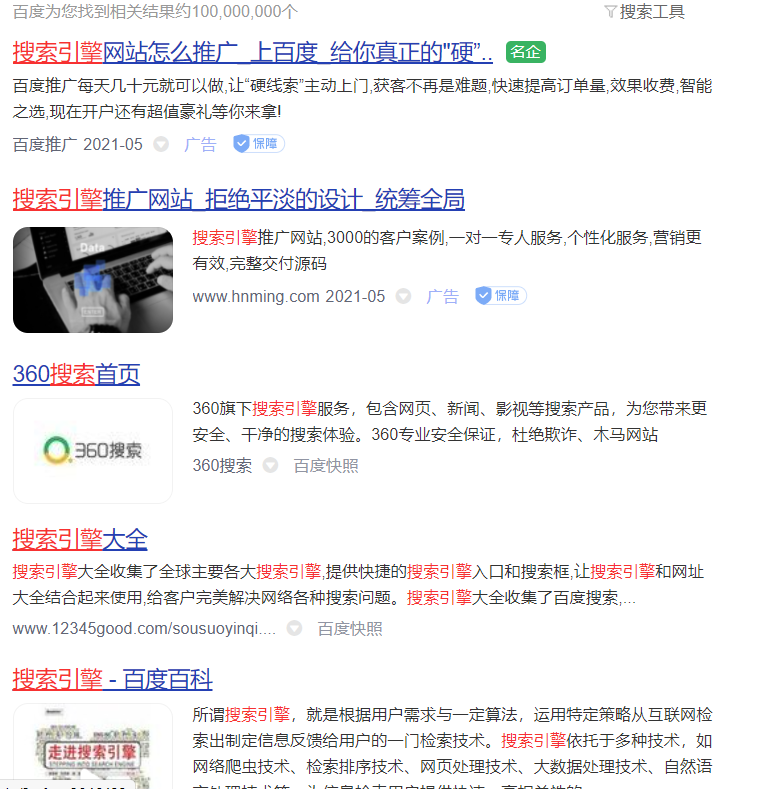 百度为您找到相关结果约100,000,000个
搜索工具
搜索引擎网站怎么推广_上百度_给你真正的"硬”..
名企
百度推广每天几十元就可以做,让“硬线索”主动上门,获客不再是难题,快速提高订单量,效果收费,智能
之选,现在开户还有超值豪礼等你来拿!
百度推广 2021-05 广告 保障
搜索引擎推广网站_拒绝平淡的设计_统筹全局
Data
搜索引擎推广网站,3000的客户案例,一对一专人服务,个性化服务,营销更
有效,完整交付源码
www.hnming.com 2021-05 广告 保障
360搜索首页
360搜索
360旗下搜索引擎服务，包含网页、新闻、影视等搜索产品，为您带来更
安全、干净的搜索体验。360专业安全保证，杜绝欺诈、木马网站
360搜索 百度快照
搜索引擎大全
搜索引擎大全收集了全球主要各大搜索引擎,提供快捷的搜索引擎入口和搜索框,让搜索引擎和网址
大全结合起来使用,给客户完美解决网络各种搜索问题。搜索引擎大全收集了百度搜索,...
www.12345good.com/sousuoyinqi.... 百度快照
搜索引擎 - 百度百科
走进搜索引擎
STEPPING INTO SEARCH ENGINE
所谓搜索引擎，就是根据用户需求与一定算法，运用特定策略从互联网检
索出制定信息反馈给用户的一门检索技术。搜索引擎依托于多种技术，如
网络爬虫技术、检索排序技术、网页处理技术、大数据处理技术、自然语